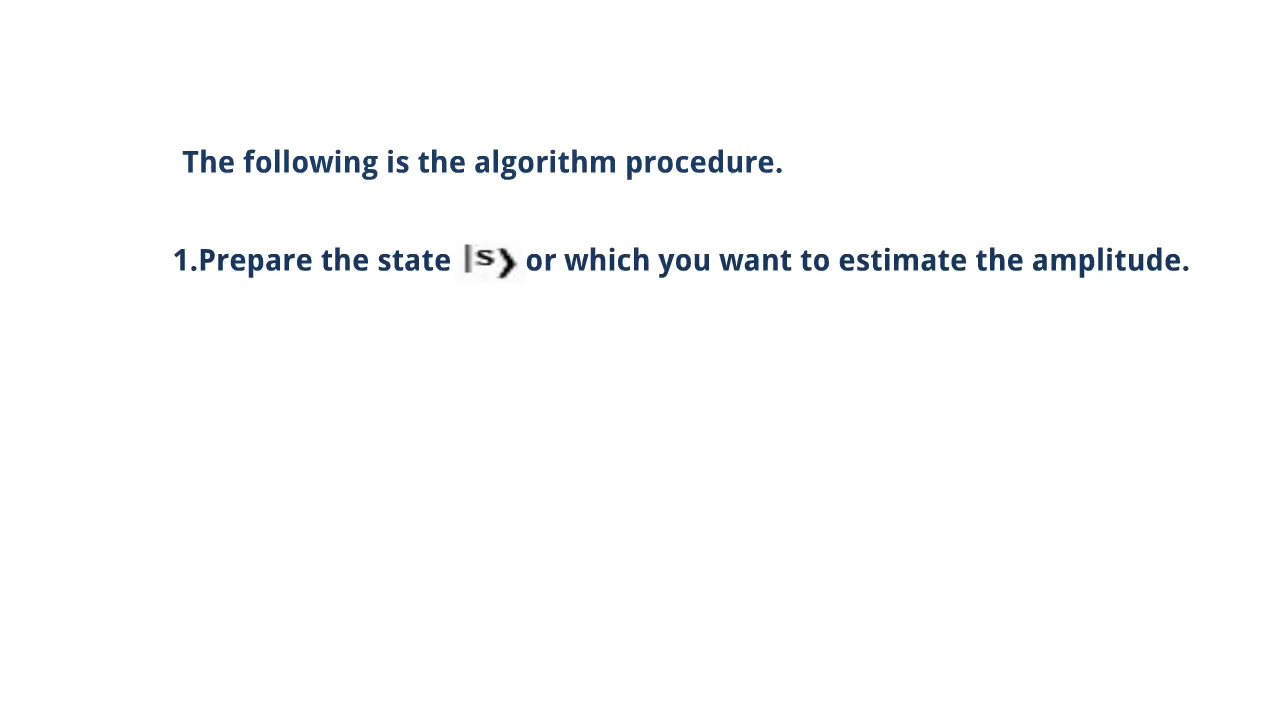 The following is the algorithm procedure.
1.Prepare the state |s⟩ or which you want to estimate the amplitude.